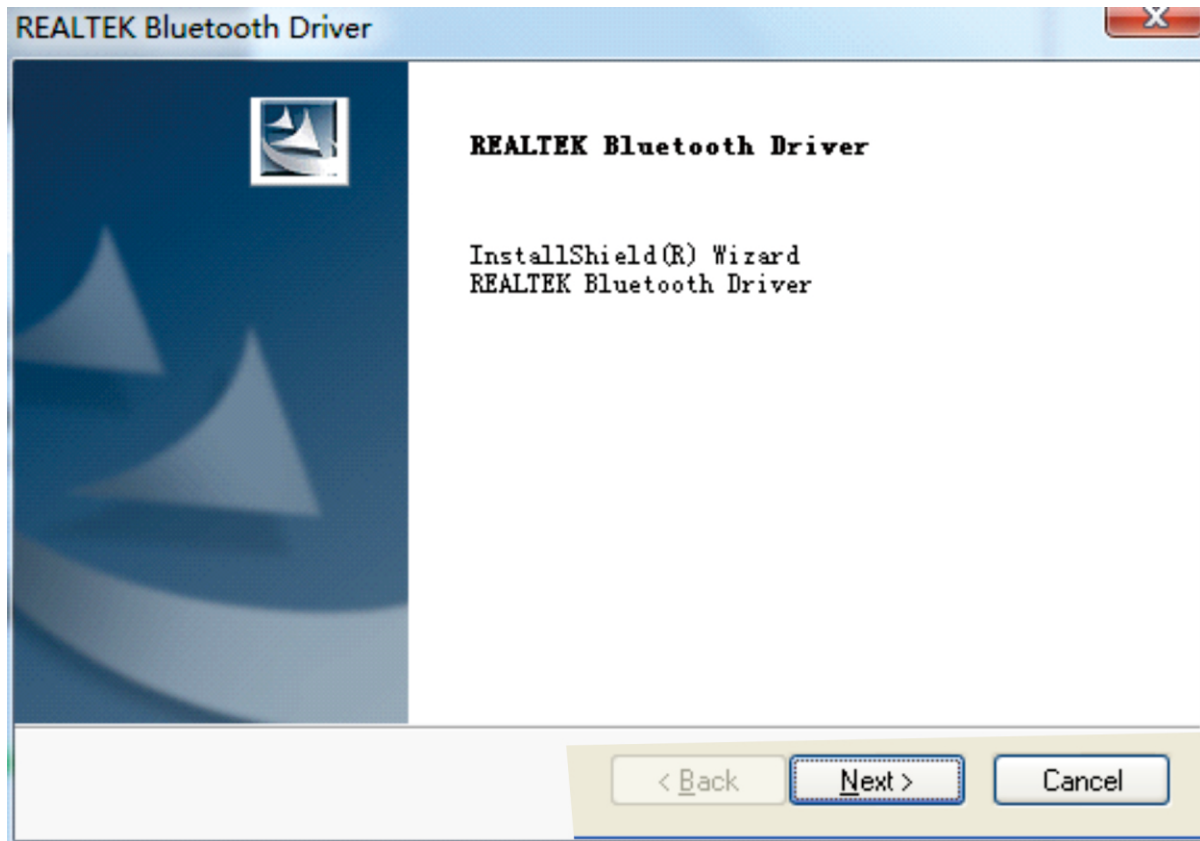 REALTEK Bluetooth Driver
REALTEK Bluetooth Driver
InstallShield(R) Wizard
REALTEK Bluetooth Driver
< Back
Next >
Cancel